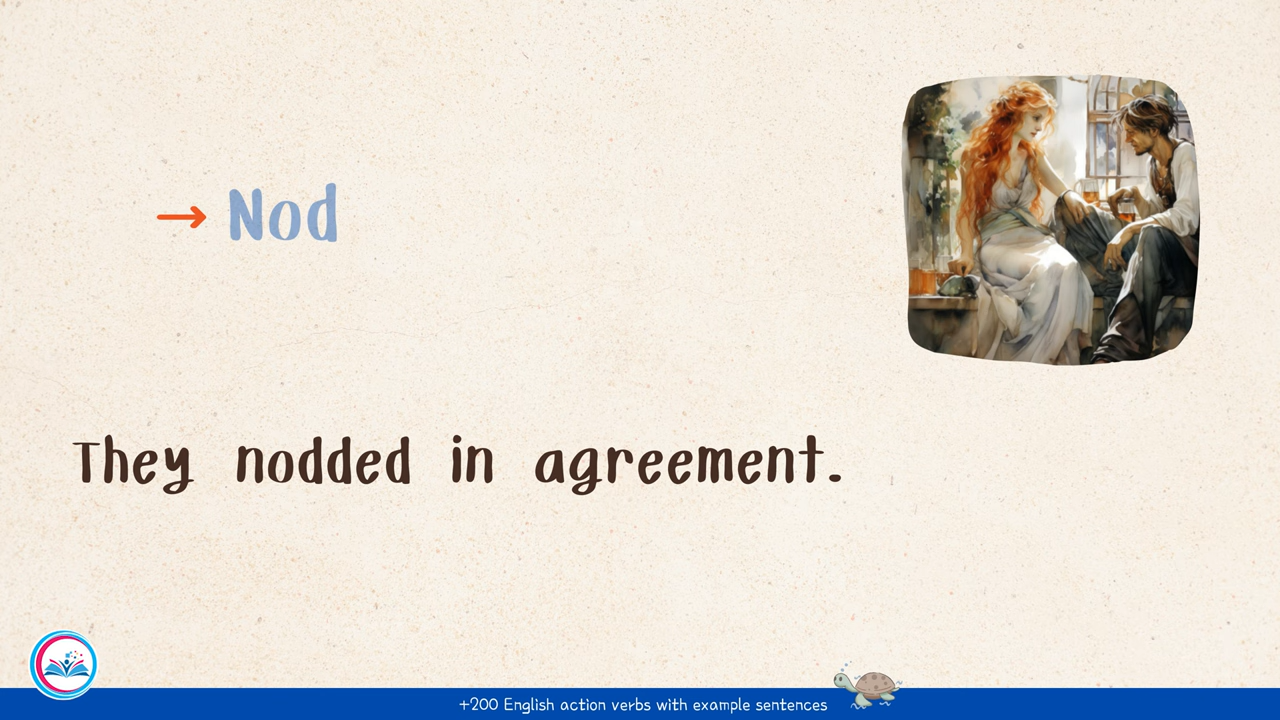 → Nod
They nodded in agreement.
+200 English action verbs with example sentences